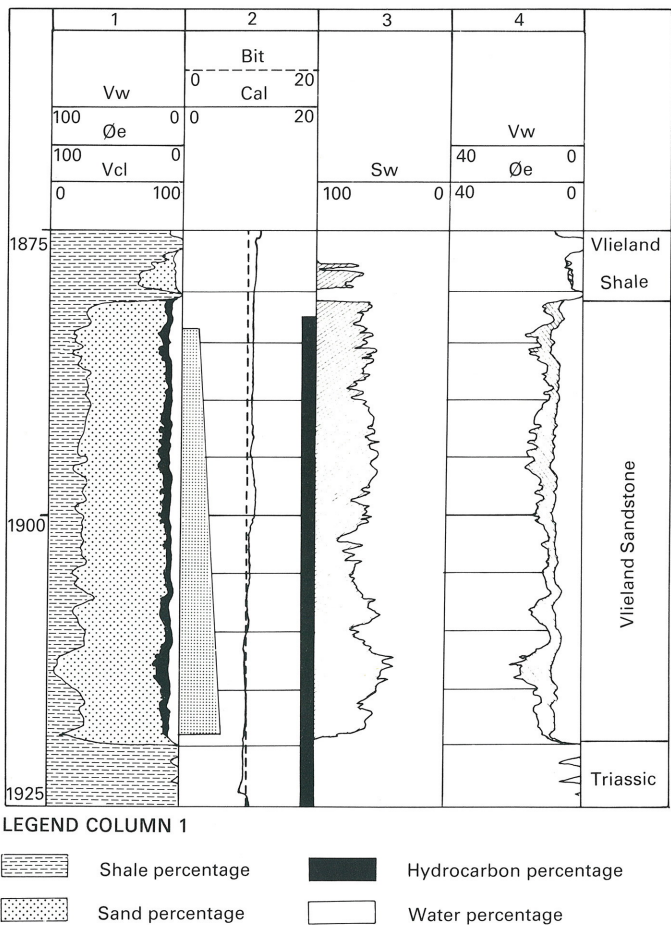 1 2 3 4
Bit
0 20
Vw Cal Vw
100 0 0 20 40 0
Øe Sw Øe
100 0 100 0 40 0
Vcl
0 100
1875
Vlieland
Shale
1900
Vlieland Sandstone
1925
Triassic
LEGEND COLUMN 1
Shale percentage Hydrocarbon percentage
Sand percentage Water percentage